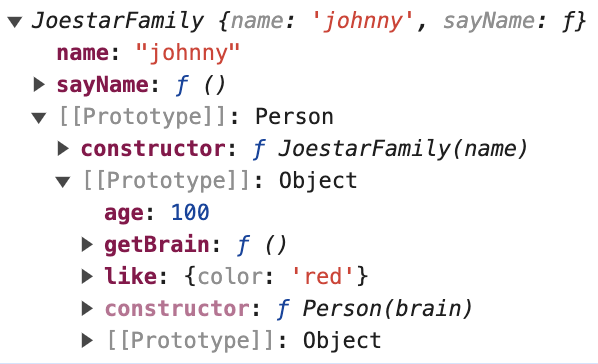 JoestarFamily {name: 'johnny', sayName: ƒ}
name: "johnny"
sayName: ƒ ()
[[Prototype]]: Person
constructor: ƒ JoestarFamily(name)
[[Prototype]]: Object
age: 100
getBrain: ƒ ()
like: {color: 'red'}
constructor: ƒ Person(brain)
[[Prototype]]: Object